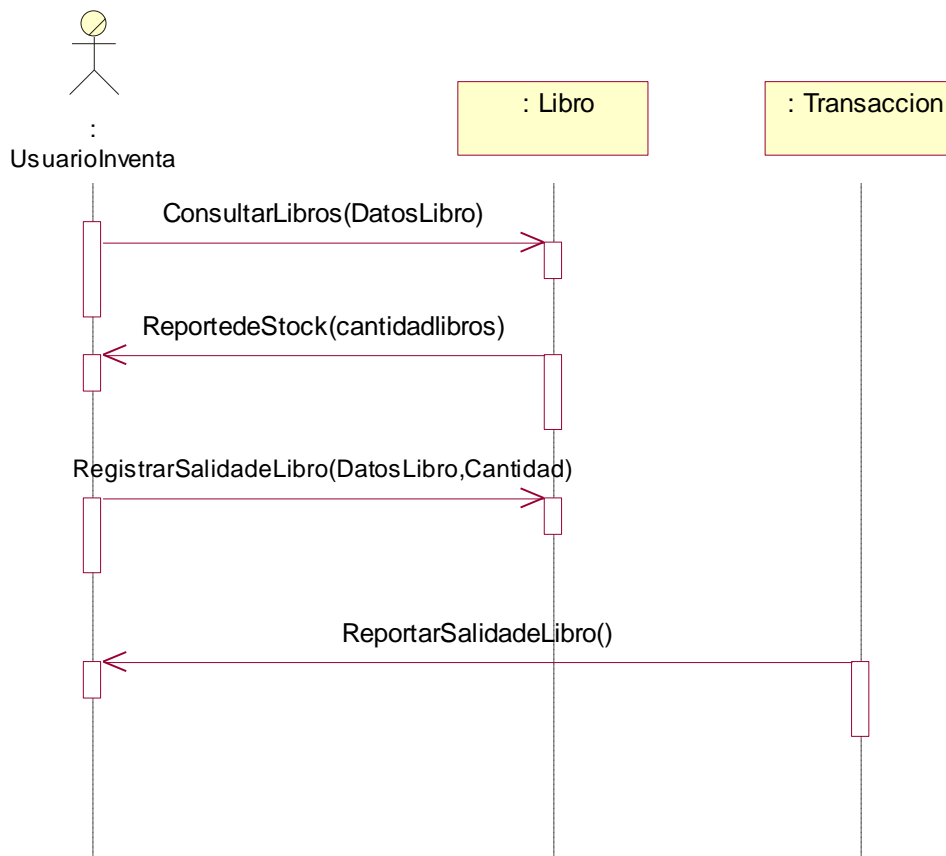 : Libro
: Transaccion
:
UsuarioInventa
ConsultarLibros(DatosLibro)
ReportedeStock(cantidadlibros)
RegistrarSalidadeLibro(DatosLibro,Cantidad)
ReportarSalidadeLibro()